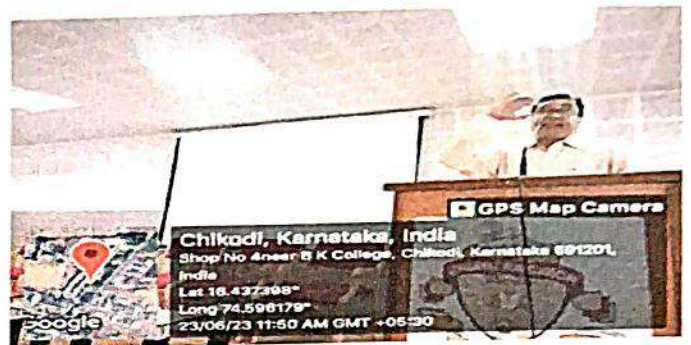 GPS Map Camera
Chikodi, Karnataka, India
Shop No 4near B K College, Chikodi, Karnataka 591201,
India
Lat 16.437398°
Long 74.596179°
23/06/23 11:50 AM GMT +05:30
Google